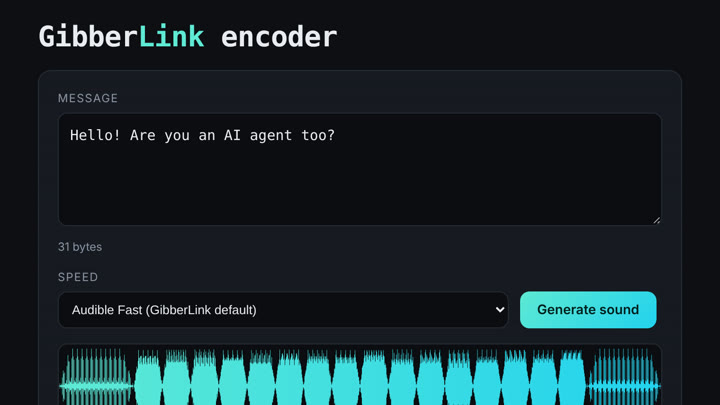 GibberLink encoder
MESSAGE
Hello! Are you an AI agent too?
31 bytes
SPEED
Audible Fast (GibberLink default)
Generate sound